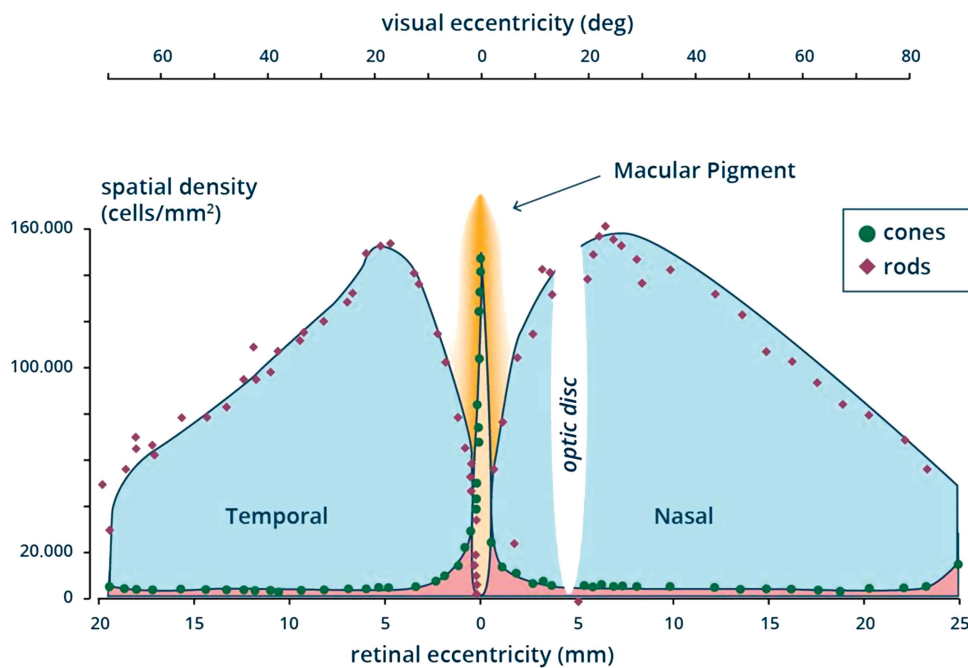 visual eccentricity (deg)
60 40 20 0 20 40 60 80
Macular Pigment
spatial density
(cells/mm²)
160.000
cones
rods
100.000
optic disc
Temporal
Nasal
20.000
0
20 15 10 5 0 5 10 15 20 25
retinal eccentricity (mm)